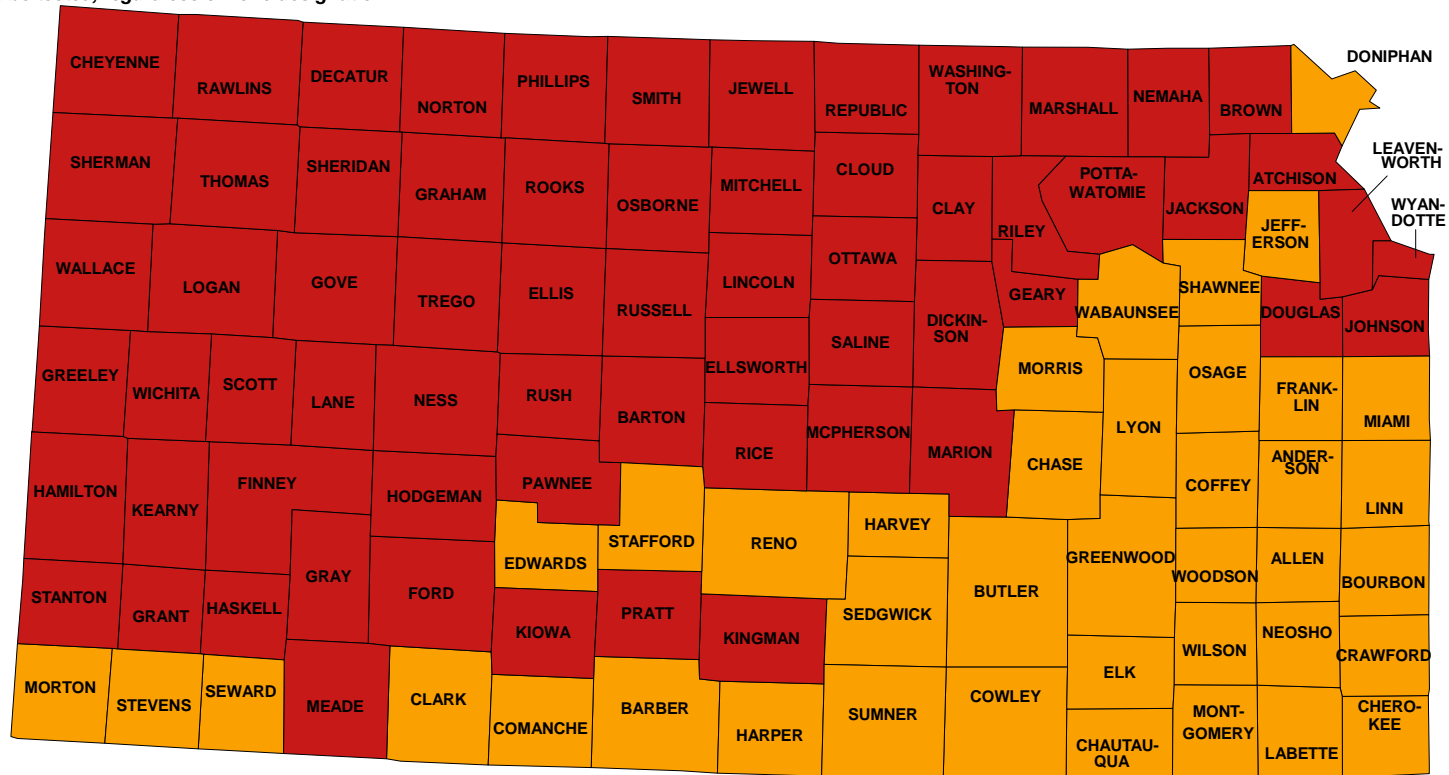 CHEYENNE
RAWLINS
DECATUR
NORTON
PHILLIPS
SMITH
JEWELL
REPUBLIC
WASHING-
TON
MARSHALL
NEMAHA
BROWN
DONIPHAN
SHERMAN
THOMAS
SHERIDAN
GRAHAM
ROOKS
OSBORNE
MITCHELL
CLOUD
CLAY
RILEY
POTTA-
WATOMIE
JACKSON
ATCHISON
LEAVEN-
WORTH
JEFF-
ERSON
WYAN-
DOTTE
WALLACE
LOGAN
GOVE
TREGO
ELLIS
RUSSELL
LINCOLN
OTTAWA
DICKIN-
SON
GEARY
WABAUNSEE
SHAWNEE
DOUGLAS
JOHNSON
GREELEY
WICHITA
SCOTT
LANE
NESS
RUSH
BARTON
ELLSWORTH
SALINE
MORRIS
OSAGE
FRANK-
LIN
MIAMI
HAMILTON
KEARNY
FINNEY
HODGEMAN
PAWNEE
RICE
MCPHERSON
MARION
CHASE
LYON
COFFEY
ANDER-
SON
LINN
STANTON
GRANT
HASKELL
GRAY
FORD
EDWARDS
STAFFORD
RENO
HARVEY
BUTLER
GREENWOOD
WOODSON
ALLEN
BOURBON
KIOWA
PRATT
KINGMAN
SEDGWICK
ELK
WILSON
NEOSHO
CRAWFORD
MORTON
STEVENS
SEWARD
MEADE
CLARK
COMANCHE
BARBER
HARPER
SUMNER
COWLEY
CHAUTAU-
QUA
MONT-
GOMERY
LABETTE
CHERO-
KEE